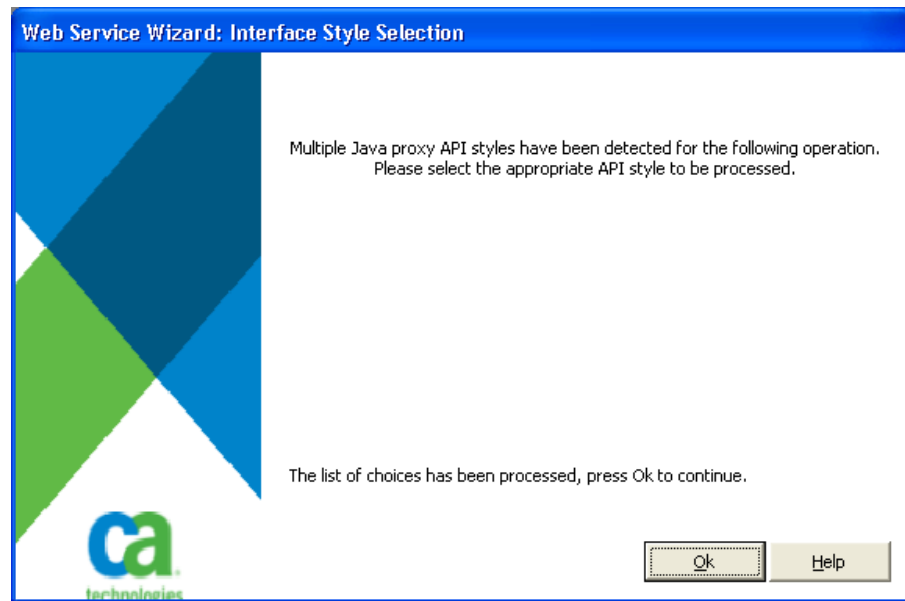 Web Service Wizard: Interface Style Selection
Multiple Java proxy API styles have been detected for the following operation.
Please select the appropriate API style to be processed.
The list of choices has been processed, press Ok to continue.
ca
technologies
Ok
Help